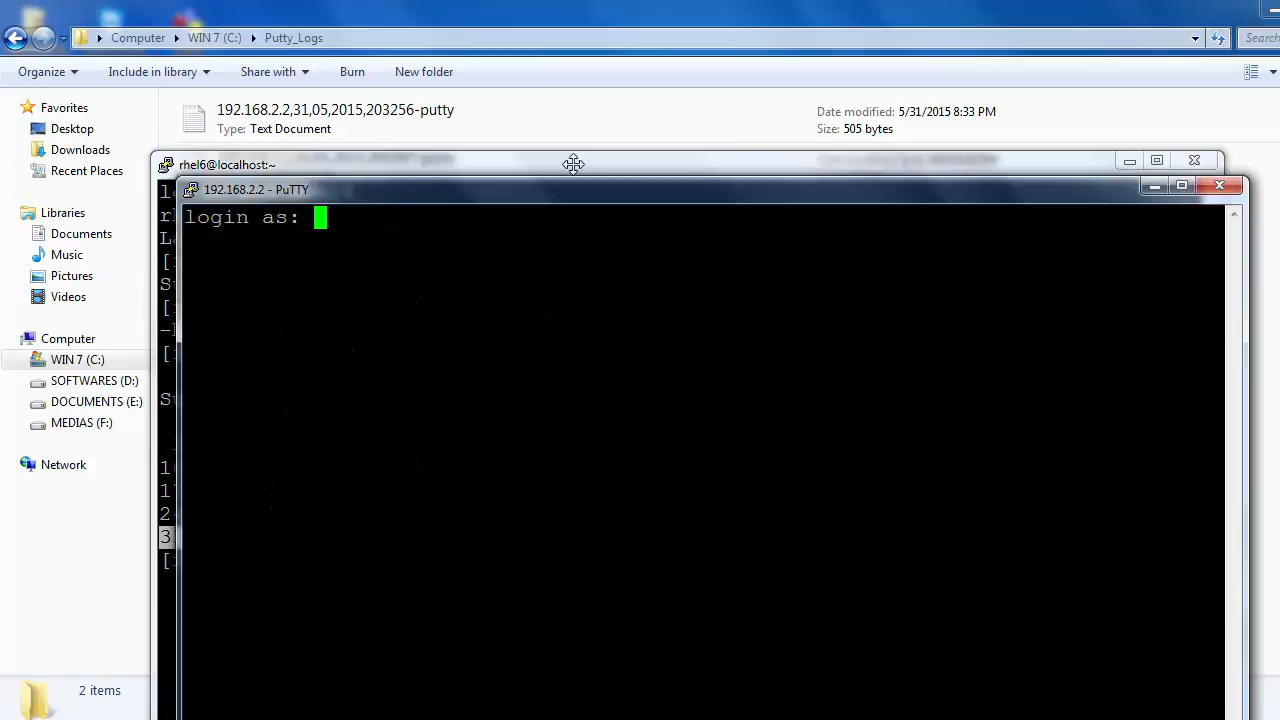 Computer WIN 7 (C:) Putty_Logs
Search
Organize Include in library Share with Burn New folder
Favorites
Desktop
Downloads
Recent Places
Libraries
Documents
Music
Pictures
Videos
Computer
WIN 7 (C:)
SOFTWARES (D:)
DOCUMENTS (E:)
MEDIAS (F:)
Network
192.168.2.2,31,05,2015,203256-putty
Type: Text Document
Date modified: 5/31/2015 8:33 PM
Size: 505 bytes
rhel6@localhost:~
192.168.2.2 - PuTTY
login as:
2 items